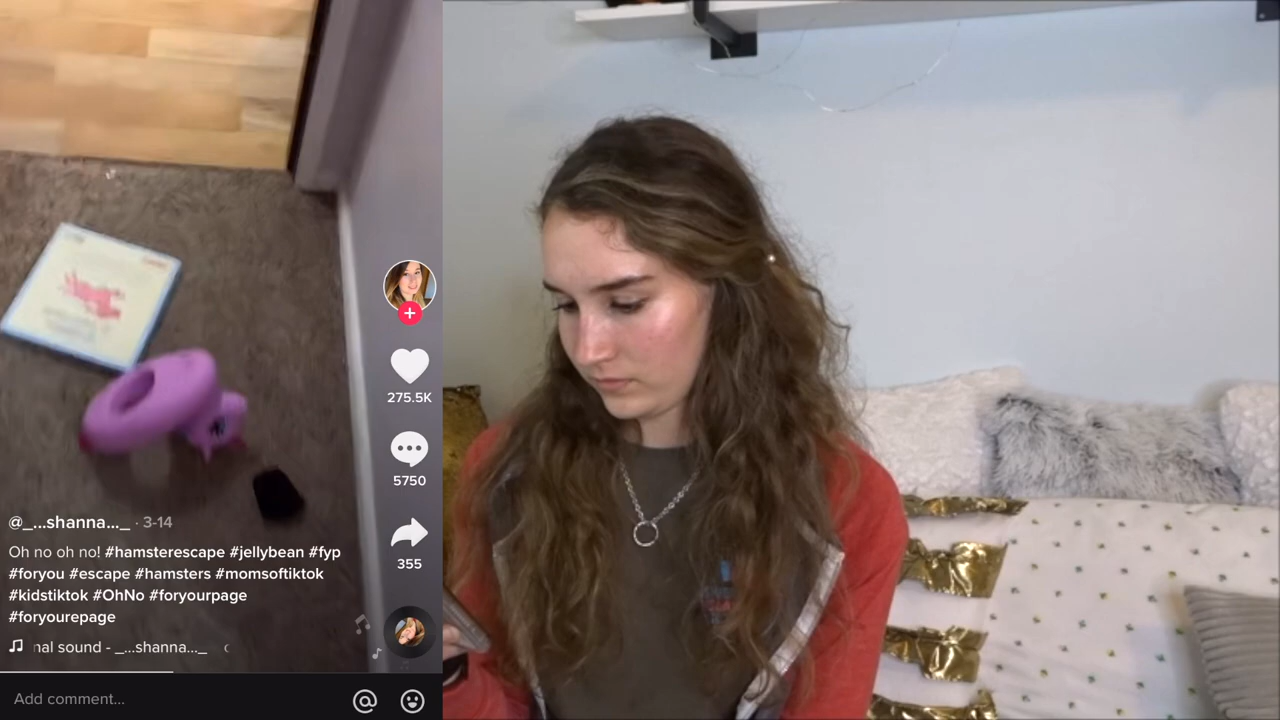 275.5K
5750
355
@_...shanna..._ · 3-14
Oh no oh no! #hamsterescape #jellybean #fyp
#foryou #escape #hamsters #momsoftiktok
#kidstiktok #OhNo #foryourpage
#foryourepage
nal sound - _...shanna..._
Add comment...